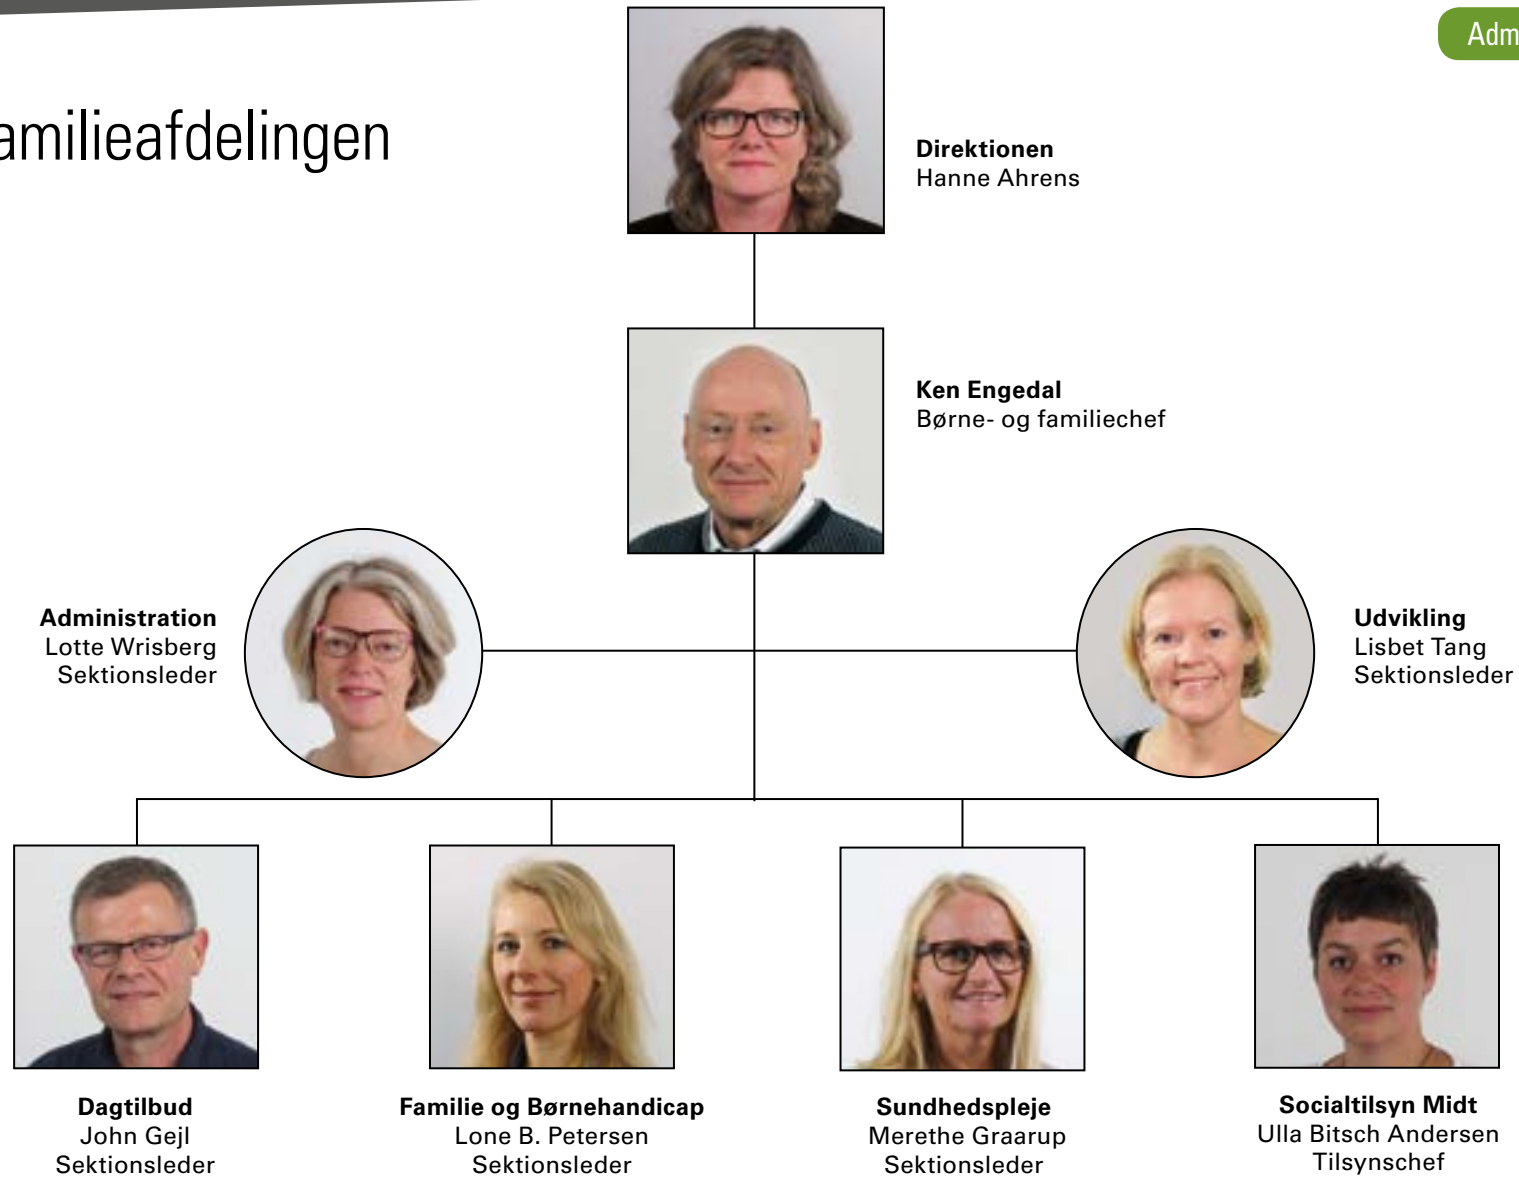 Adm
amilieafdelingen
Direktionen
Hanne Ahrens
Ken Engedal
Børne- og familiechef
Administration
Lotte Wrisberg
Sektionsleder
Udvikling
Lisbet Tang
Sektionsleder
Dagtilbud
John Gejl
Sektionsleder
Familie og Børnehandicap
Lone B. Petersen
Sektionsleder
Sundhedspleje
Merethe Graarup
Sektionsleder
Socialtilsyn Midt
Ulla Bitsch Andersen
Tilsynschef